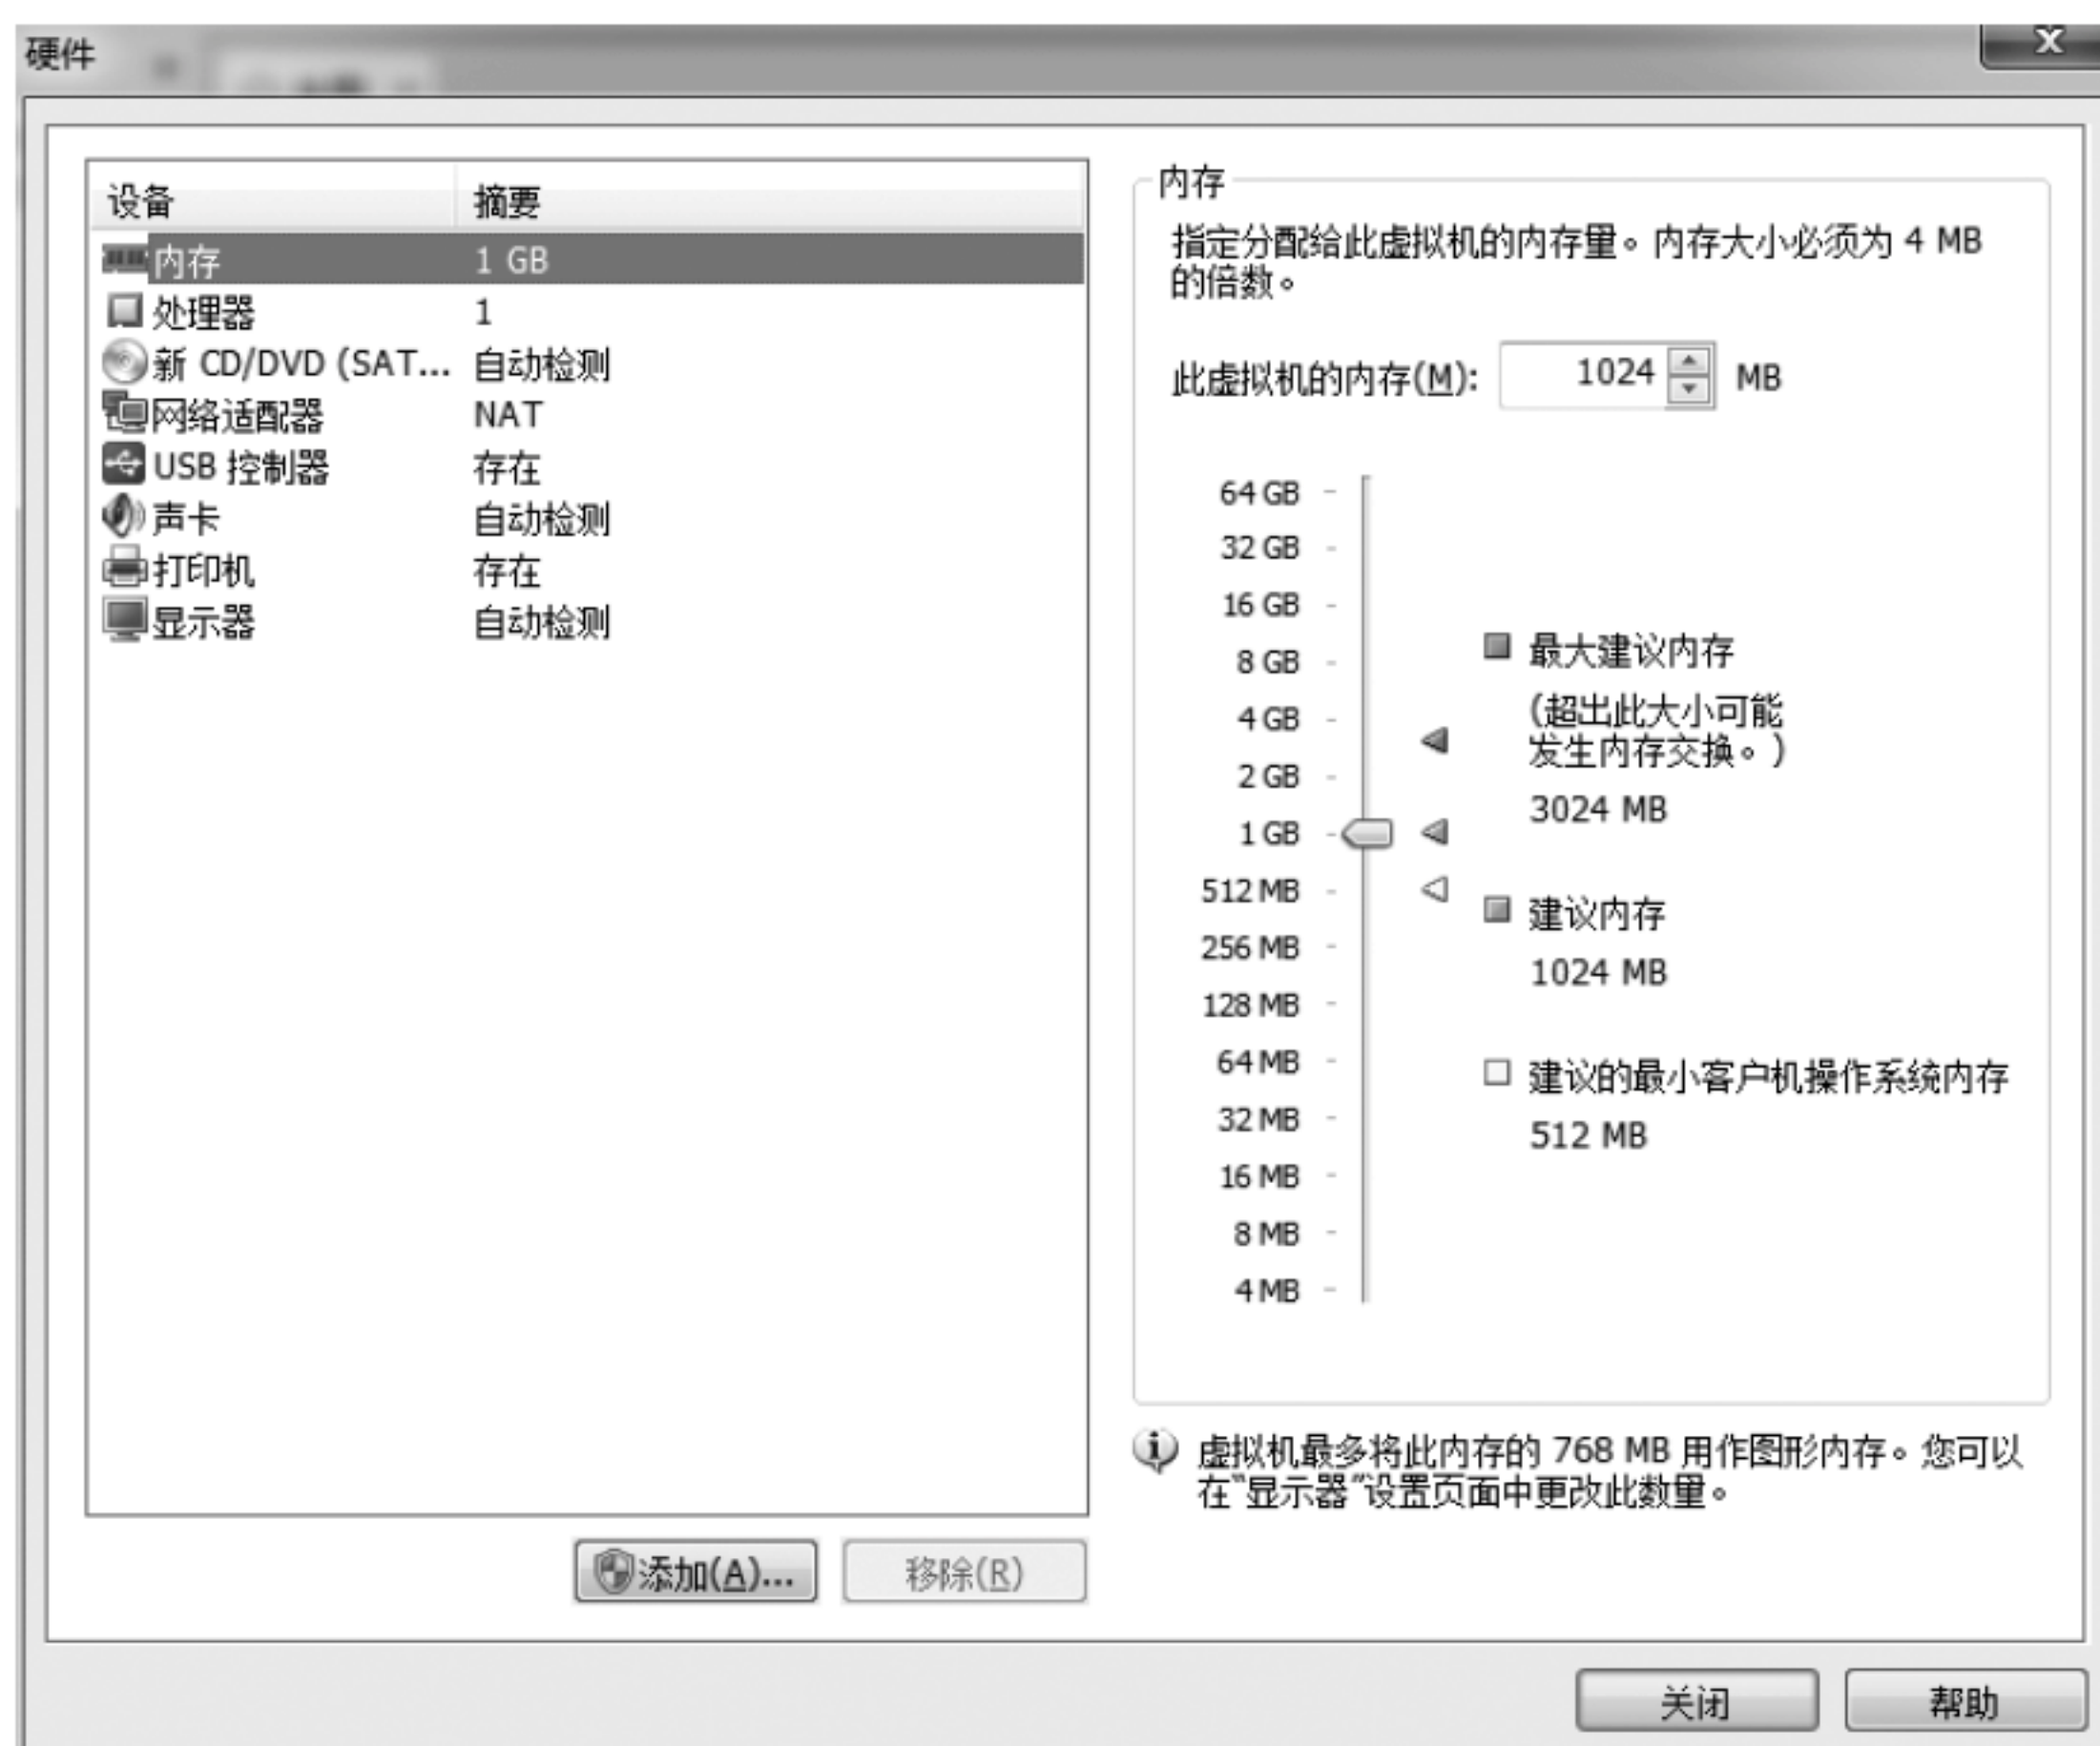 硬件
设备 摘要
内存 1 GB
处理器 1
新 CD/DVD (SAT... 自动检测
网络适配器 NAT
USB 控制器 存在
声卡 自动检测
打印机 存在
显示器 自动检测
添加(A)... 移除(R)
内存
指定分配给此虚拟机的内存量。内存大小必须为 4 MB
的倍数。
此虚拟机的内存(M): 1024 MB
64 GB
32 GB
16 GB
8 GB
4 GB
2 GB
1 GB
512 MB
256 MB
128 MB
64 MB
32 MB
16 MB
8 MB
4 MB
最大建议内存
(超出此大小可能
发生内存交换。)
3024 MB
建议内存
1024 MB
建议的最小客户机操作系统内存
512 MB
虚拟机最多将此内存的 768 MB 用作图形内存。您可以
在"显示器"设置页面中更改此数量。
关闭 帮助